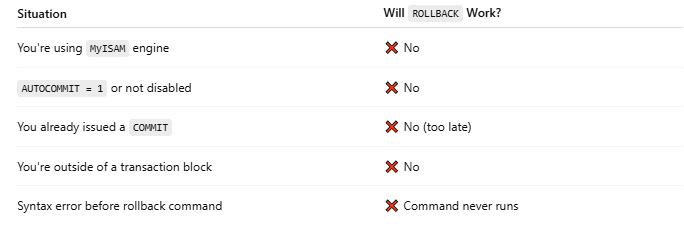 Situation Will ROLLBACK Work?
You're using MyISAM engine ❌ No
AUTOCOMMIT = 1 or not disabled ❌ No
You already issued a COMMIT ❌ No (too late)
You're outside of a transaction block ❌ No
Syntax error before rollback command ❌ Command never runs